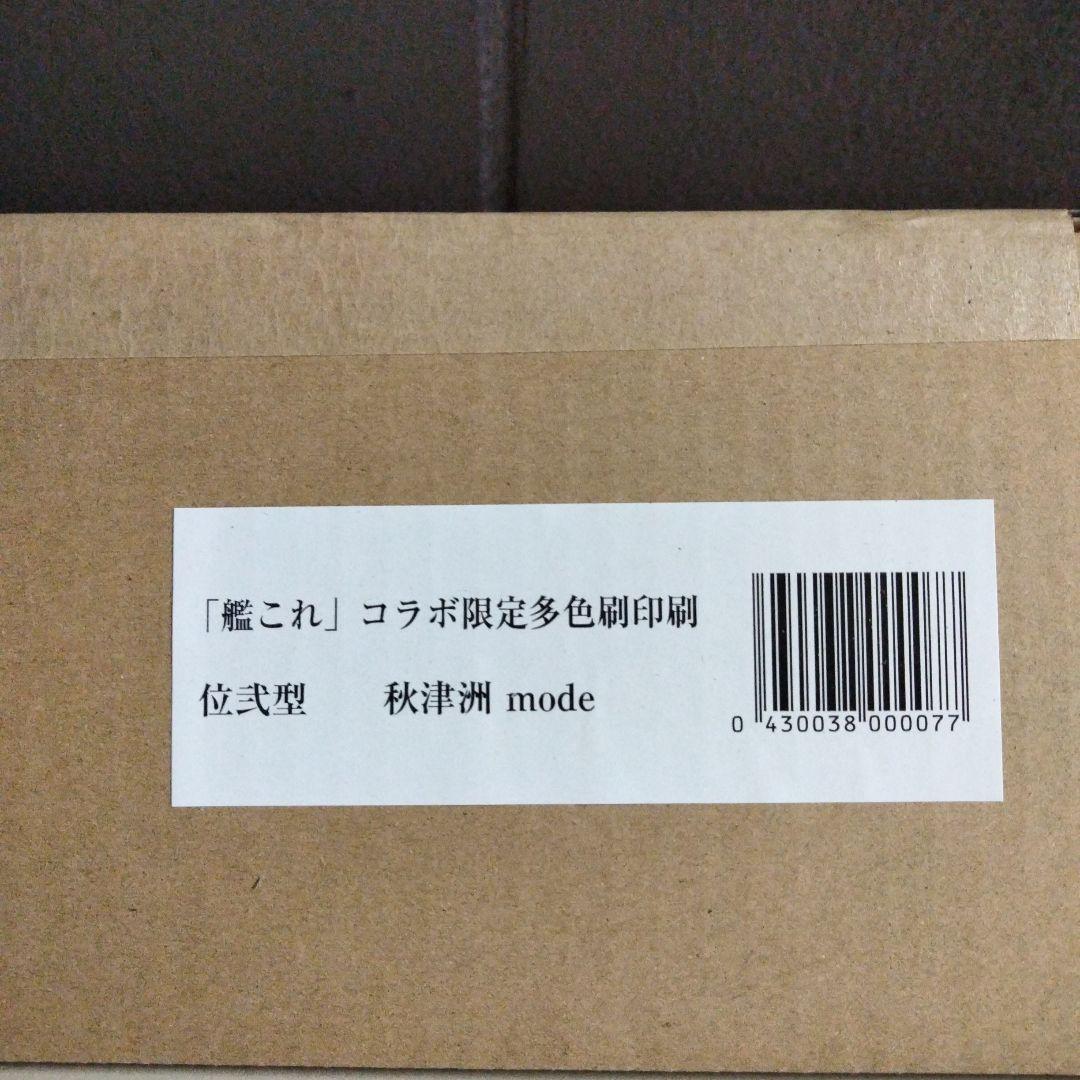 「艦これ」コラボ限定多色刷印刷
位弐型　　秋津洲 mode
0 430038 000077